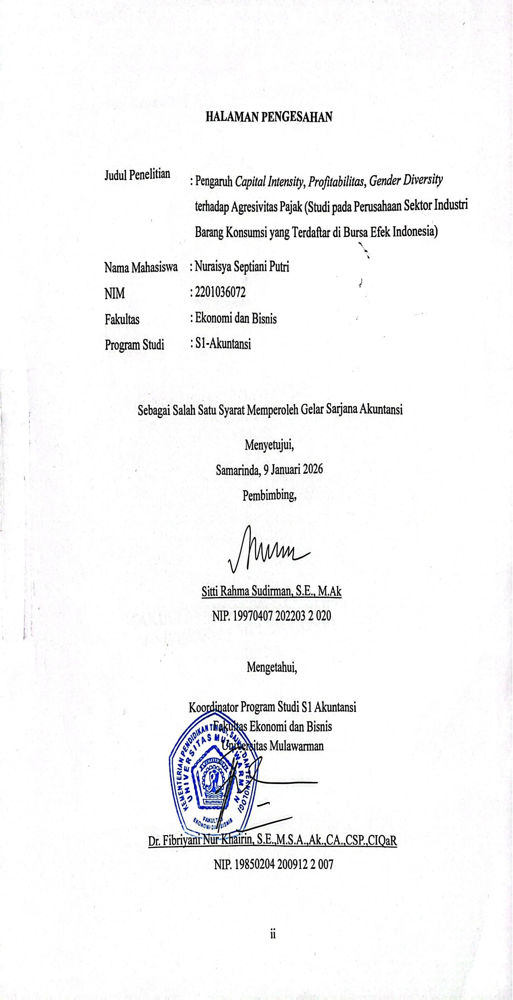 HALAMAN PENGESAHAN
Judul Penelitian : Pengaruh Capital Intensity, Profitabilitas, Gender Diversity
terhadap Agresivitas Pajak (Studi pada Perusahaan Sektor Industri
Barang Konsumsi yang Terdaftar di Bursa Efek Indonesia)
Nama Mahasiswa : Nuraisya Septiani Putri
NIM : 2201036072
Fakultas : Ekonomi dan Bisnis
Program Studi : S1-Akuntansi
Sebagai Salah Satu Syarat Memperoleh Gelar Sarjana Akuntansi
Menyetujui,
Samarinda, 9 Januari 2026
Pembimbing,
Sitti Rahma Sudirman, S.E., M.Ak
NIP. 19970407 202203 2 020
Mengetahui,
Koordinator Program Studi S1 Akuntansi
Fakultas Ekonomi dan Bisnis
Universitas Mulawarman
KEMENTERIAN PENDIDIKAN TINGGI, SAINS, DAN TEKNOLOGI
UNIVERSITAS MULAWARMAN
FAKULTAS
EKONOMI DAN BISNIS
Dr. Fibriyani Nur Khairin, S.E.,M.S.A.,Ak.,CA.,CSP.,CIQaR
NIP. 19850204 200912 2 007
ii